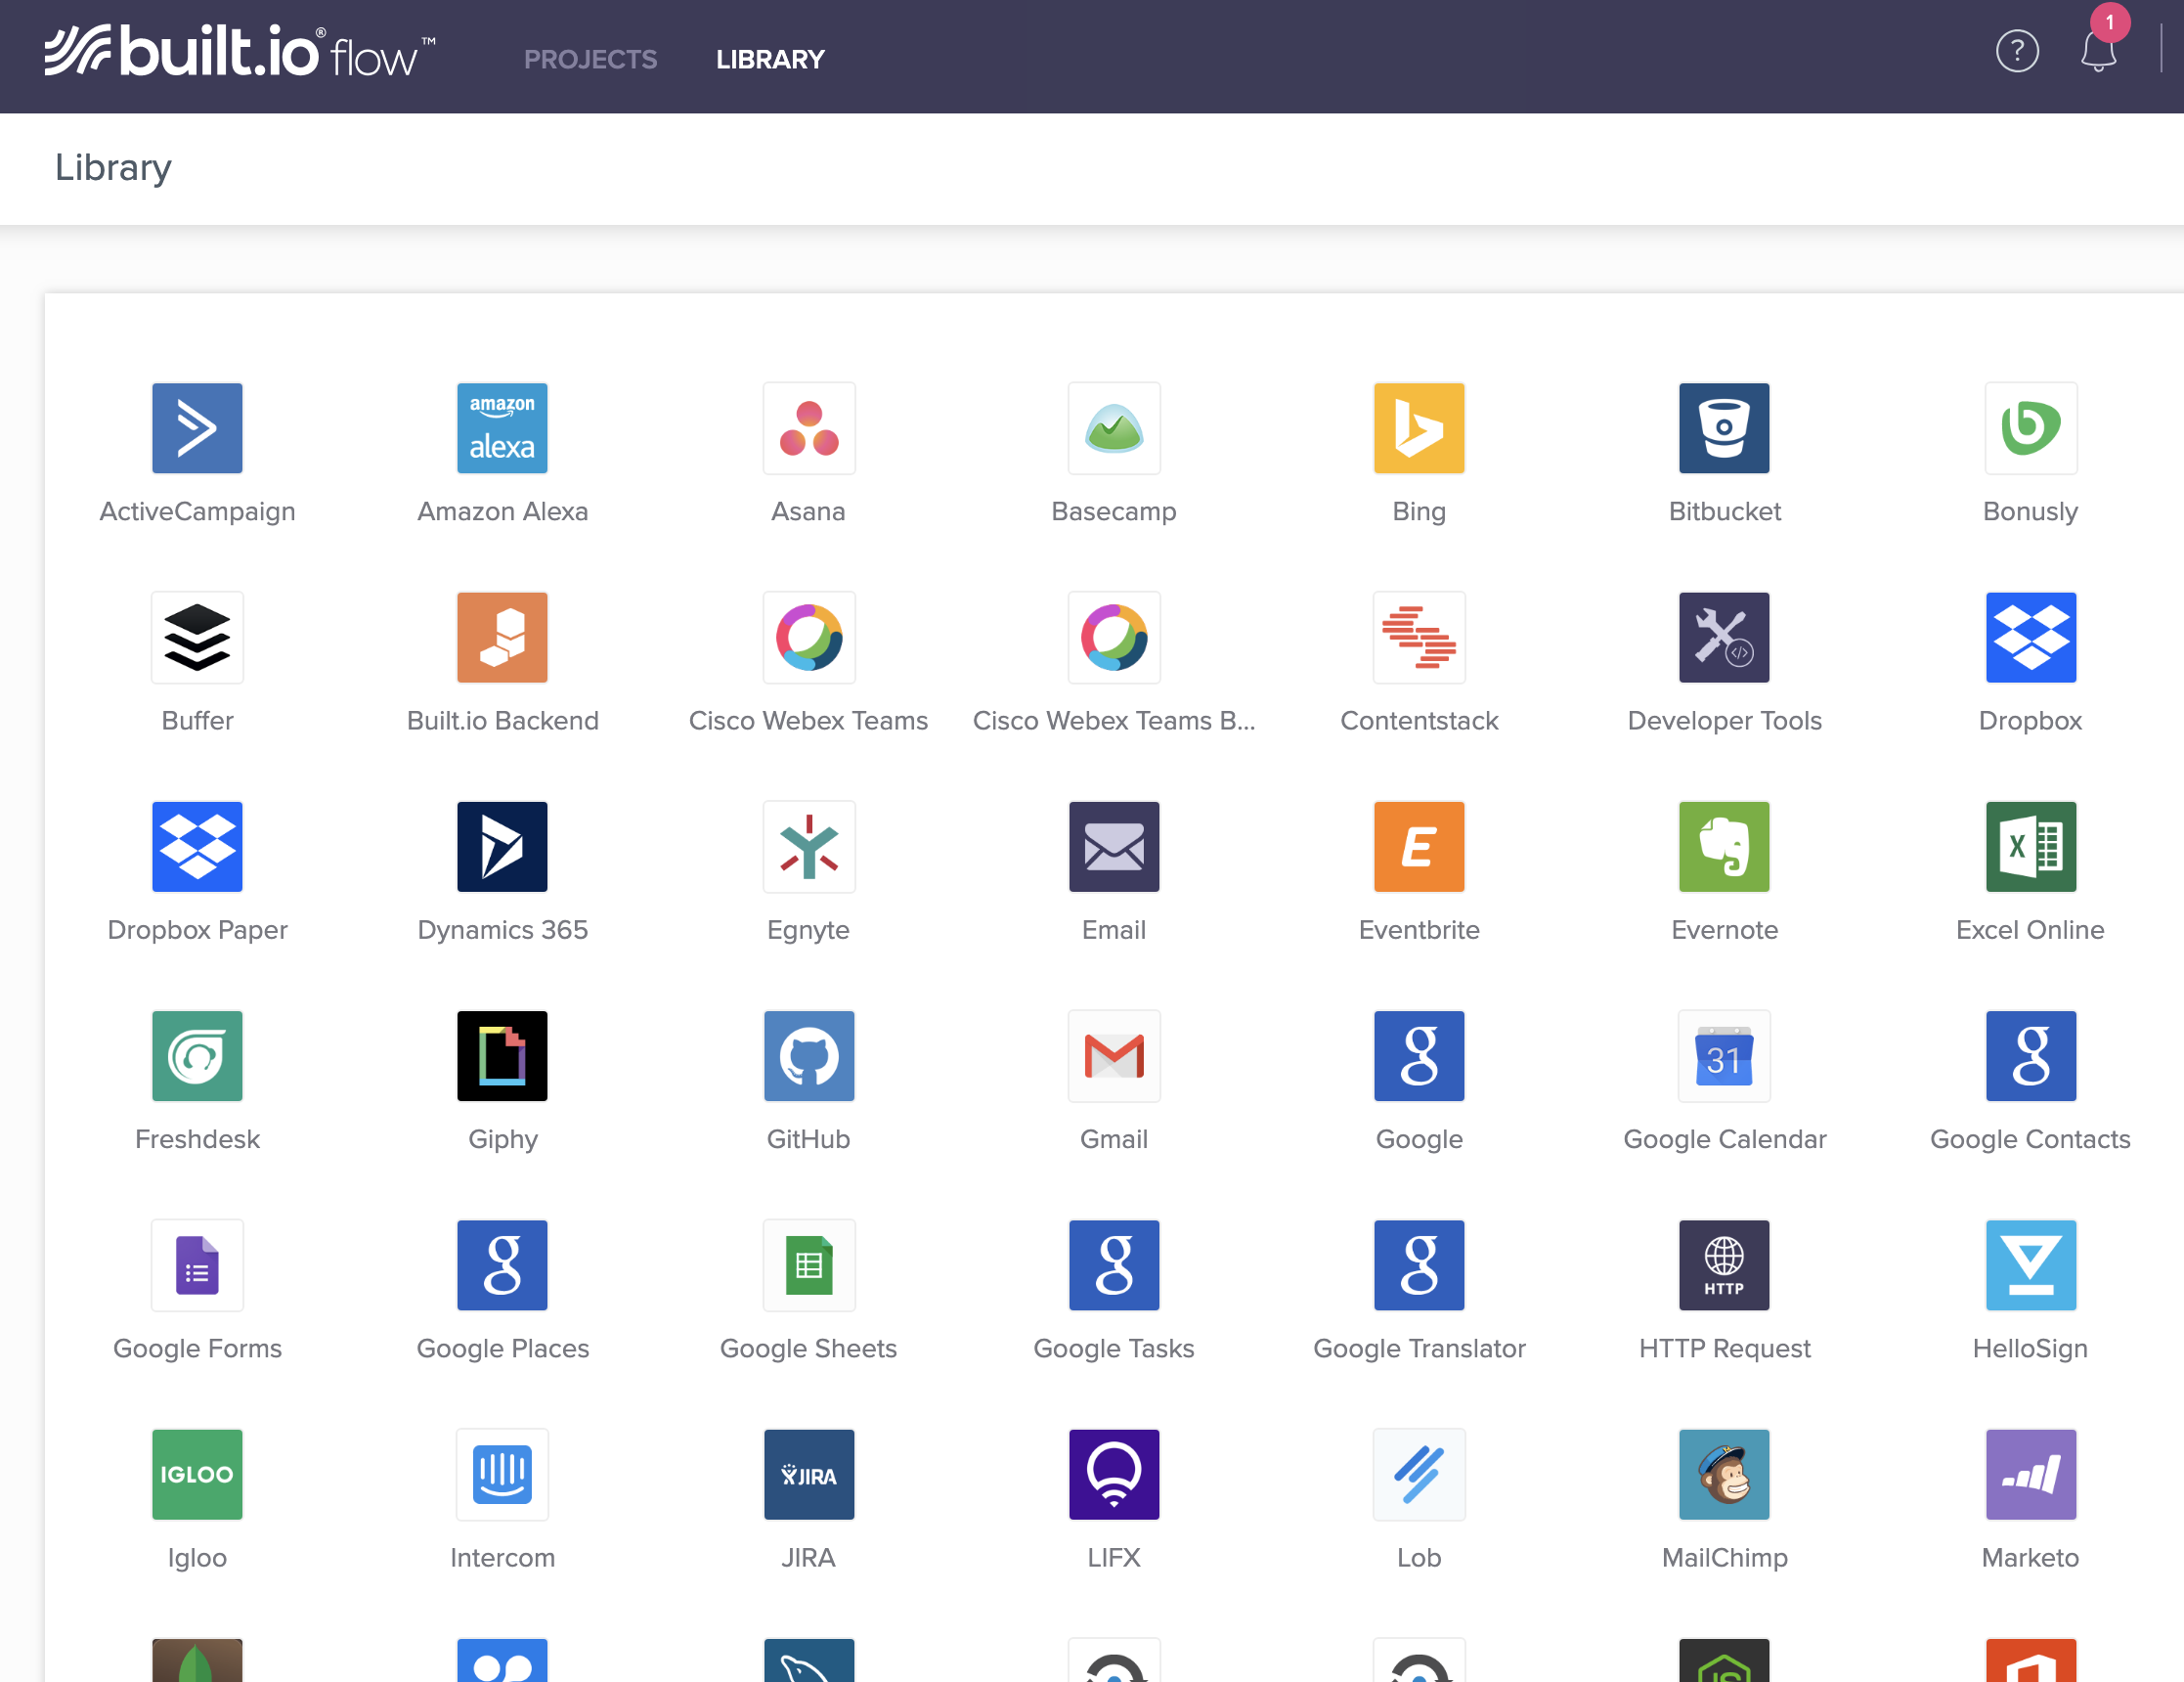 built.io® flow™ PROJECTS LIBRARY ? 1
Library
amazon
alexa
ActiveCampaign Amazon Alexa Asana Basecamp Bing Bitbucket Bonusly
</>
Buffer Built.io Backend Cisco Webex Teams Cisco Webex Teams B... Contentstack Developer Tools Dropbox
E X
Dropbox Paper Dynamics 365 Egnyte Email Eventbrite Evernote Excel Online
g 31 g
Freshdesk Giphy GitHub Gmail Google Google Calendar Google Contacts
g g g HTTP
Google Forms Google Places Google Sheets Google Tasks Google Translator HTTP Request HelloSign
IGLOO JIRA
Igloo Intercom JIRA LIFX Lob MailChimp Marketo
JS